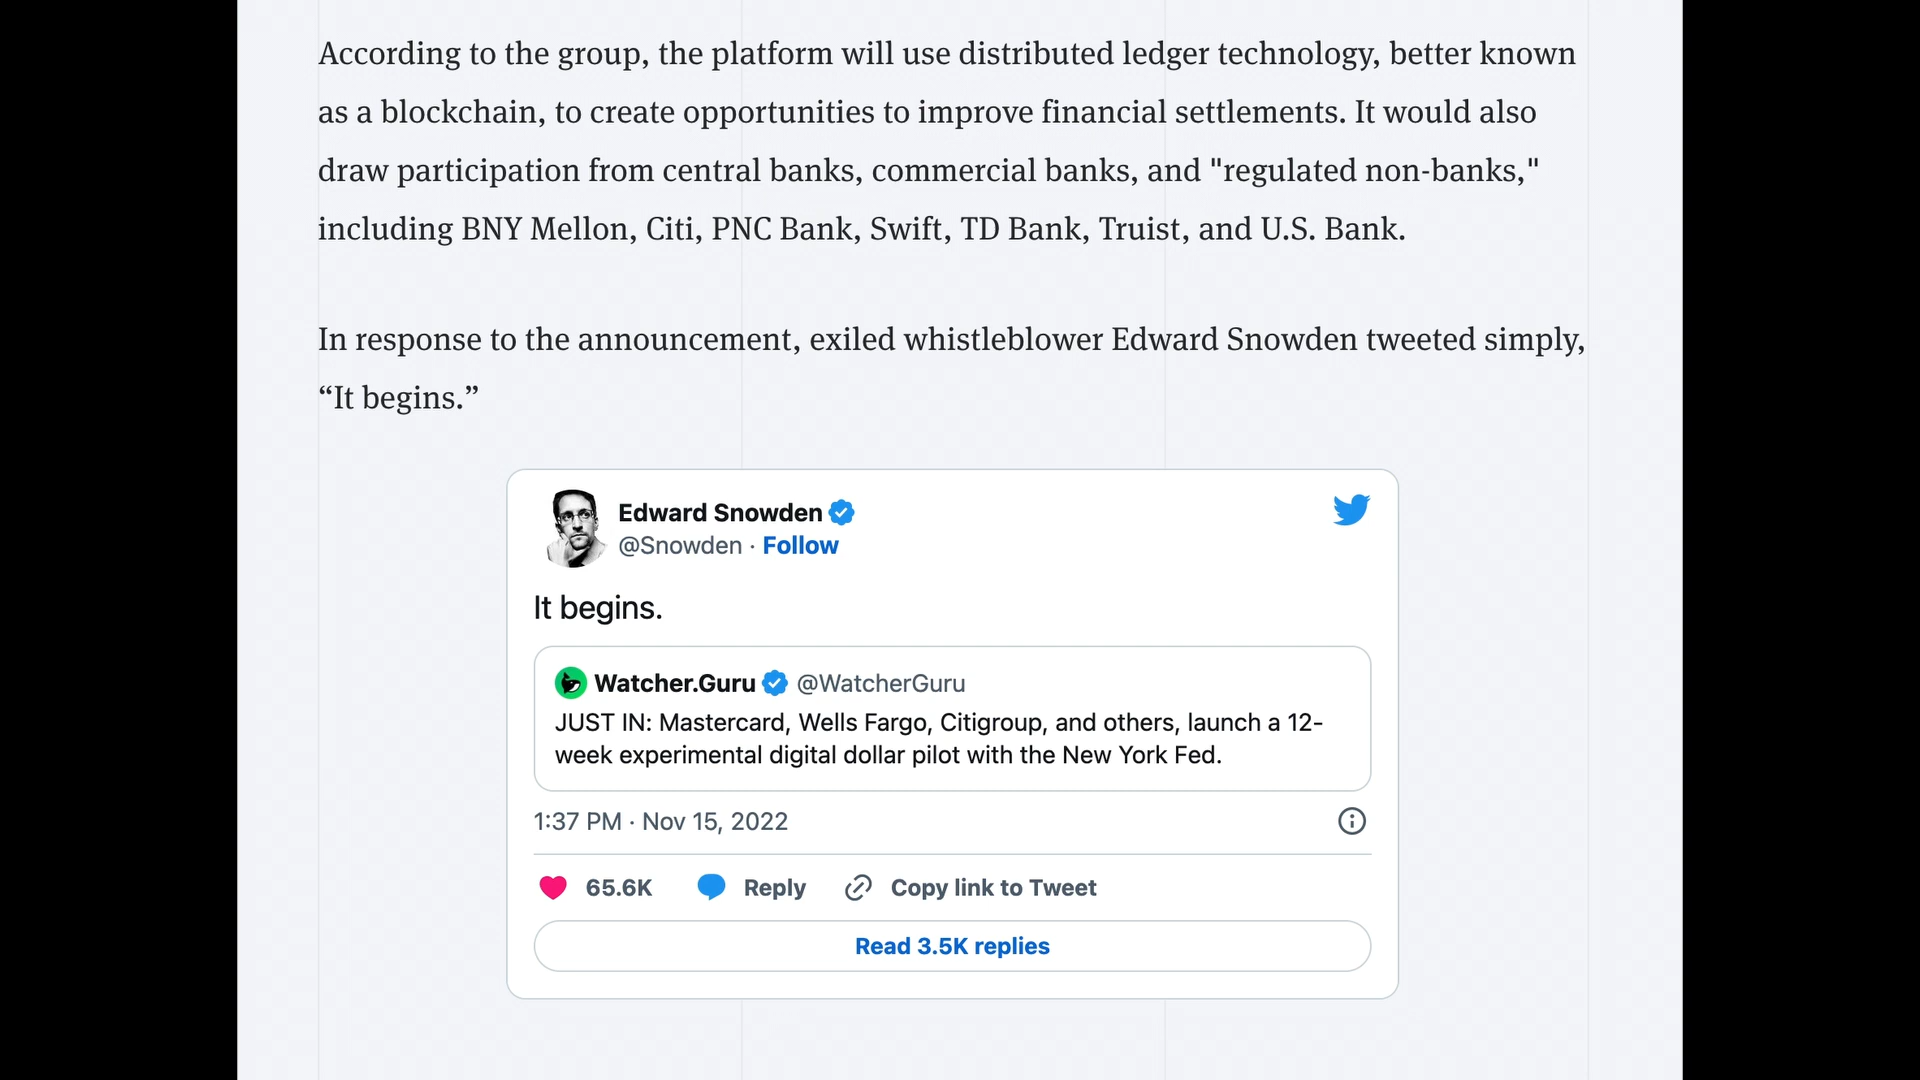 According to the group, the platform will use distributed ledger technology, better known
as a blockchain, to create opportunities to improve financial settlements. It would also
draw participation from central banks, commercial banks, and "regulated non-banks,"
including BNY Mellon, Citi, PNC Bank, Swift, TD Bank, Truist, and U.S. Bank.
In response to the announcement, exiled whistleblower Edward Snowden tweeted simply,
“It begins.”
Edward Snowden
@Snowden · Follow
It begins.
Watcher.Guru @WatcherGuru
JUST IN: Mastercard, Wells Fargo, Citigroup, and others, launch a 12-
week experimental digital dollar pilot with the New York Fed.
1:37 PM · Nov 15, 2022
65.6K Reply Copy link to Tweet
Read 3.5K replies